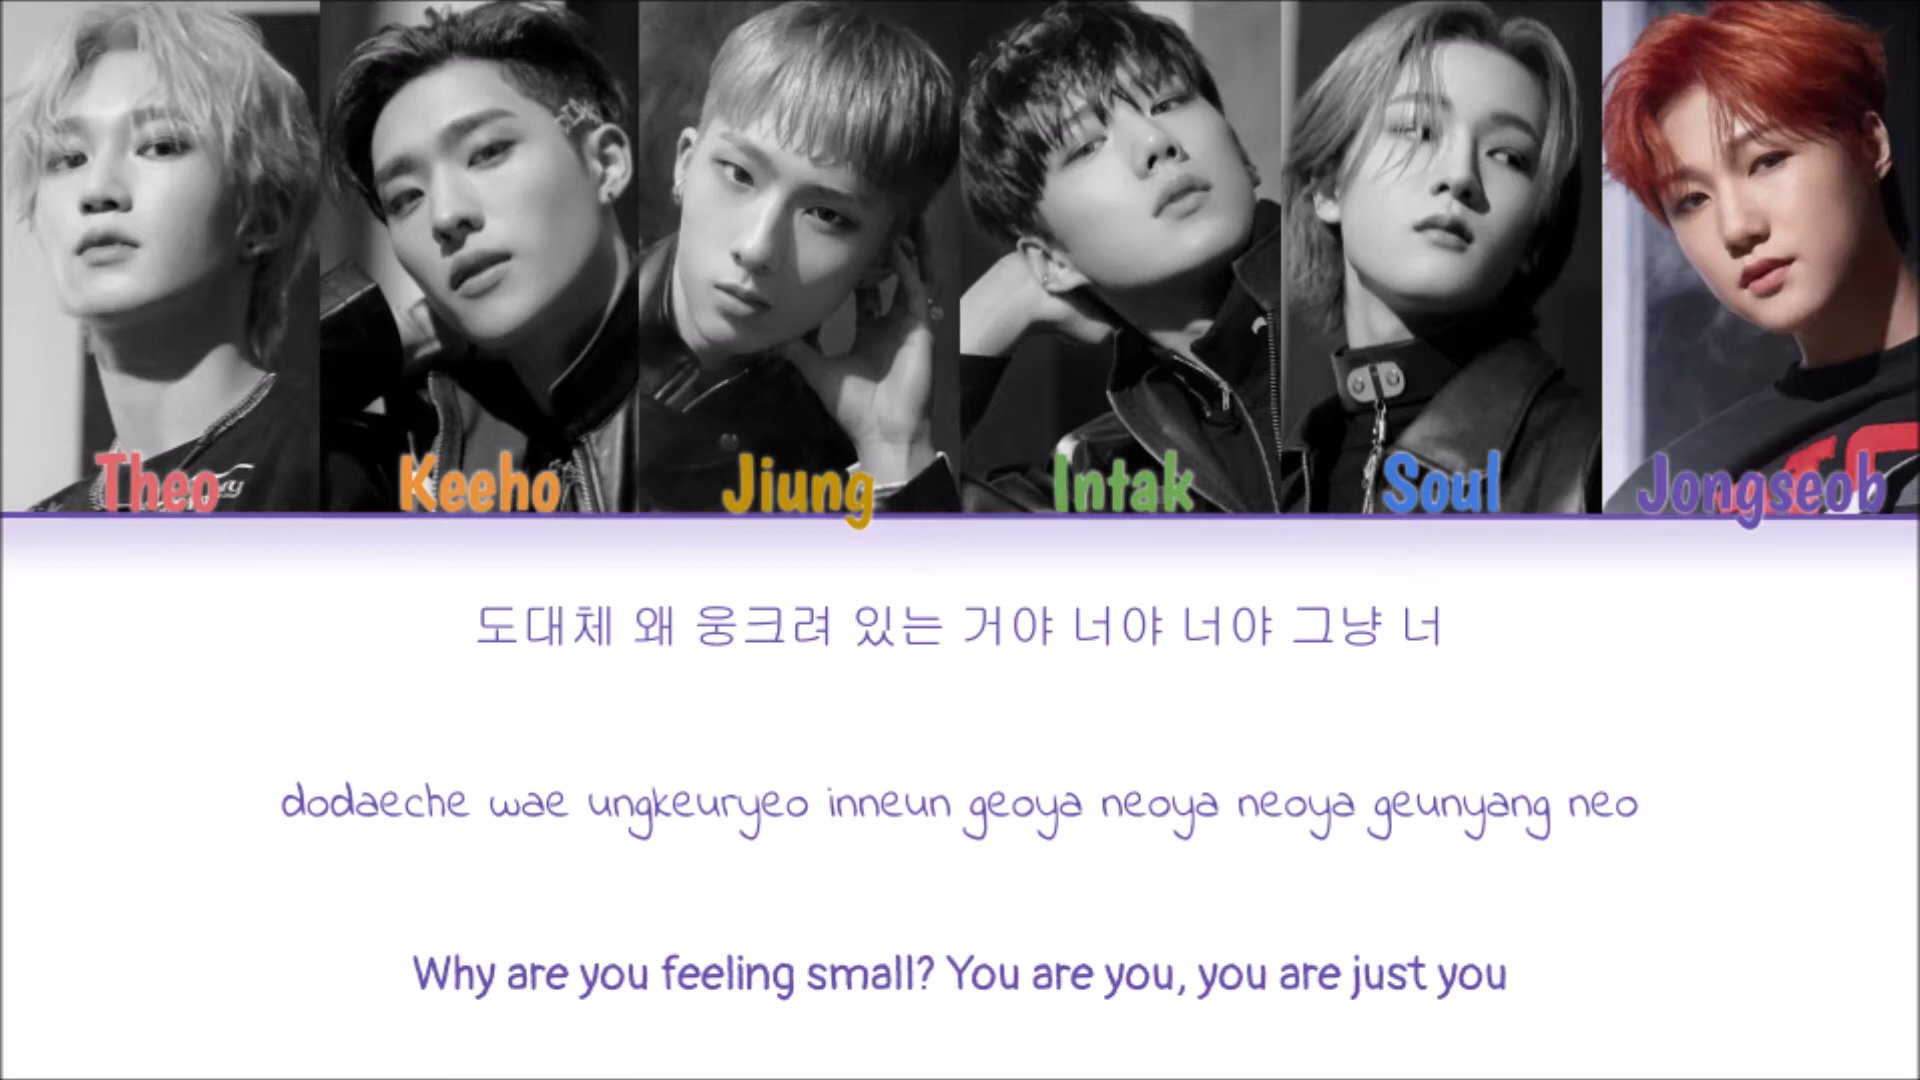 Theo Keeho Jiung Intak Soul Jongseob
도대체 왜 웅크려 있는 거야 너야 너야 그냥 너
dodaeche wae ungkeuryeo inneun geoya neoya neoya geunyang neo
Why are you feeling small? You are you, you are just you